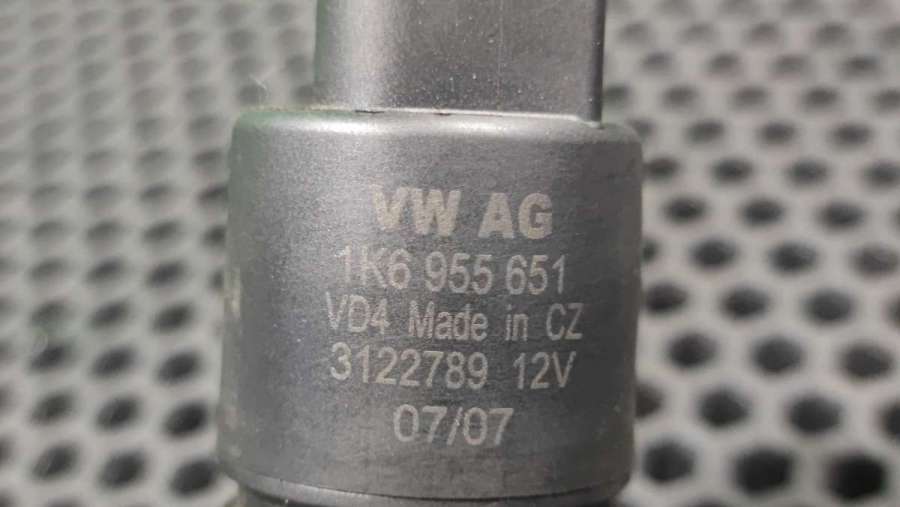 VW AG
1K6 955 651
VD4 Made in CZ
3122789 12V
07/07